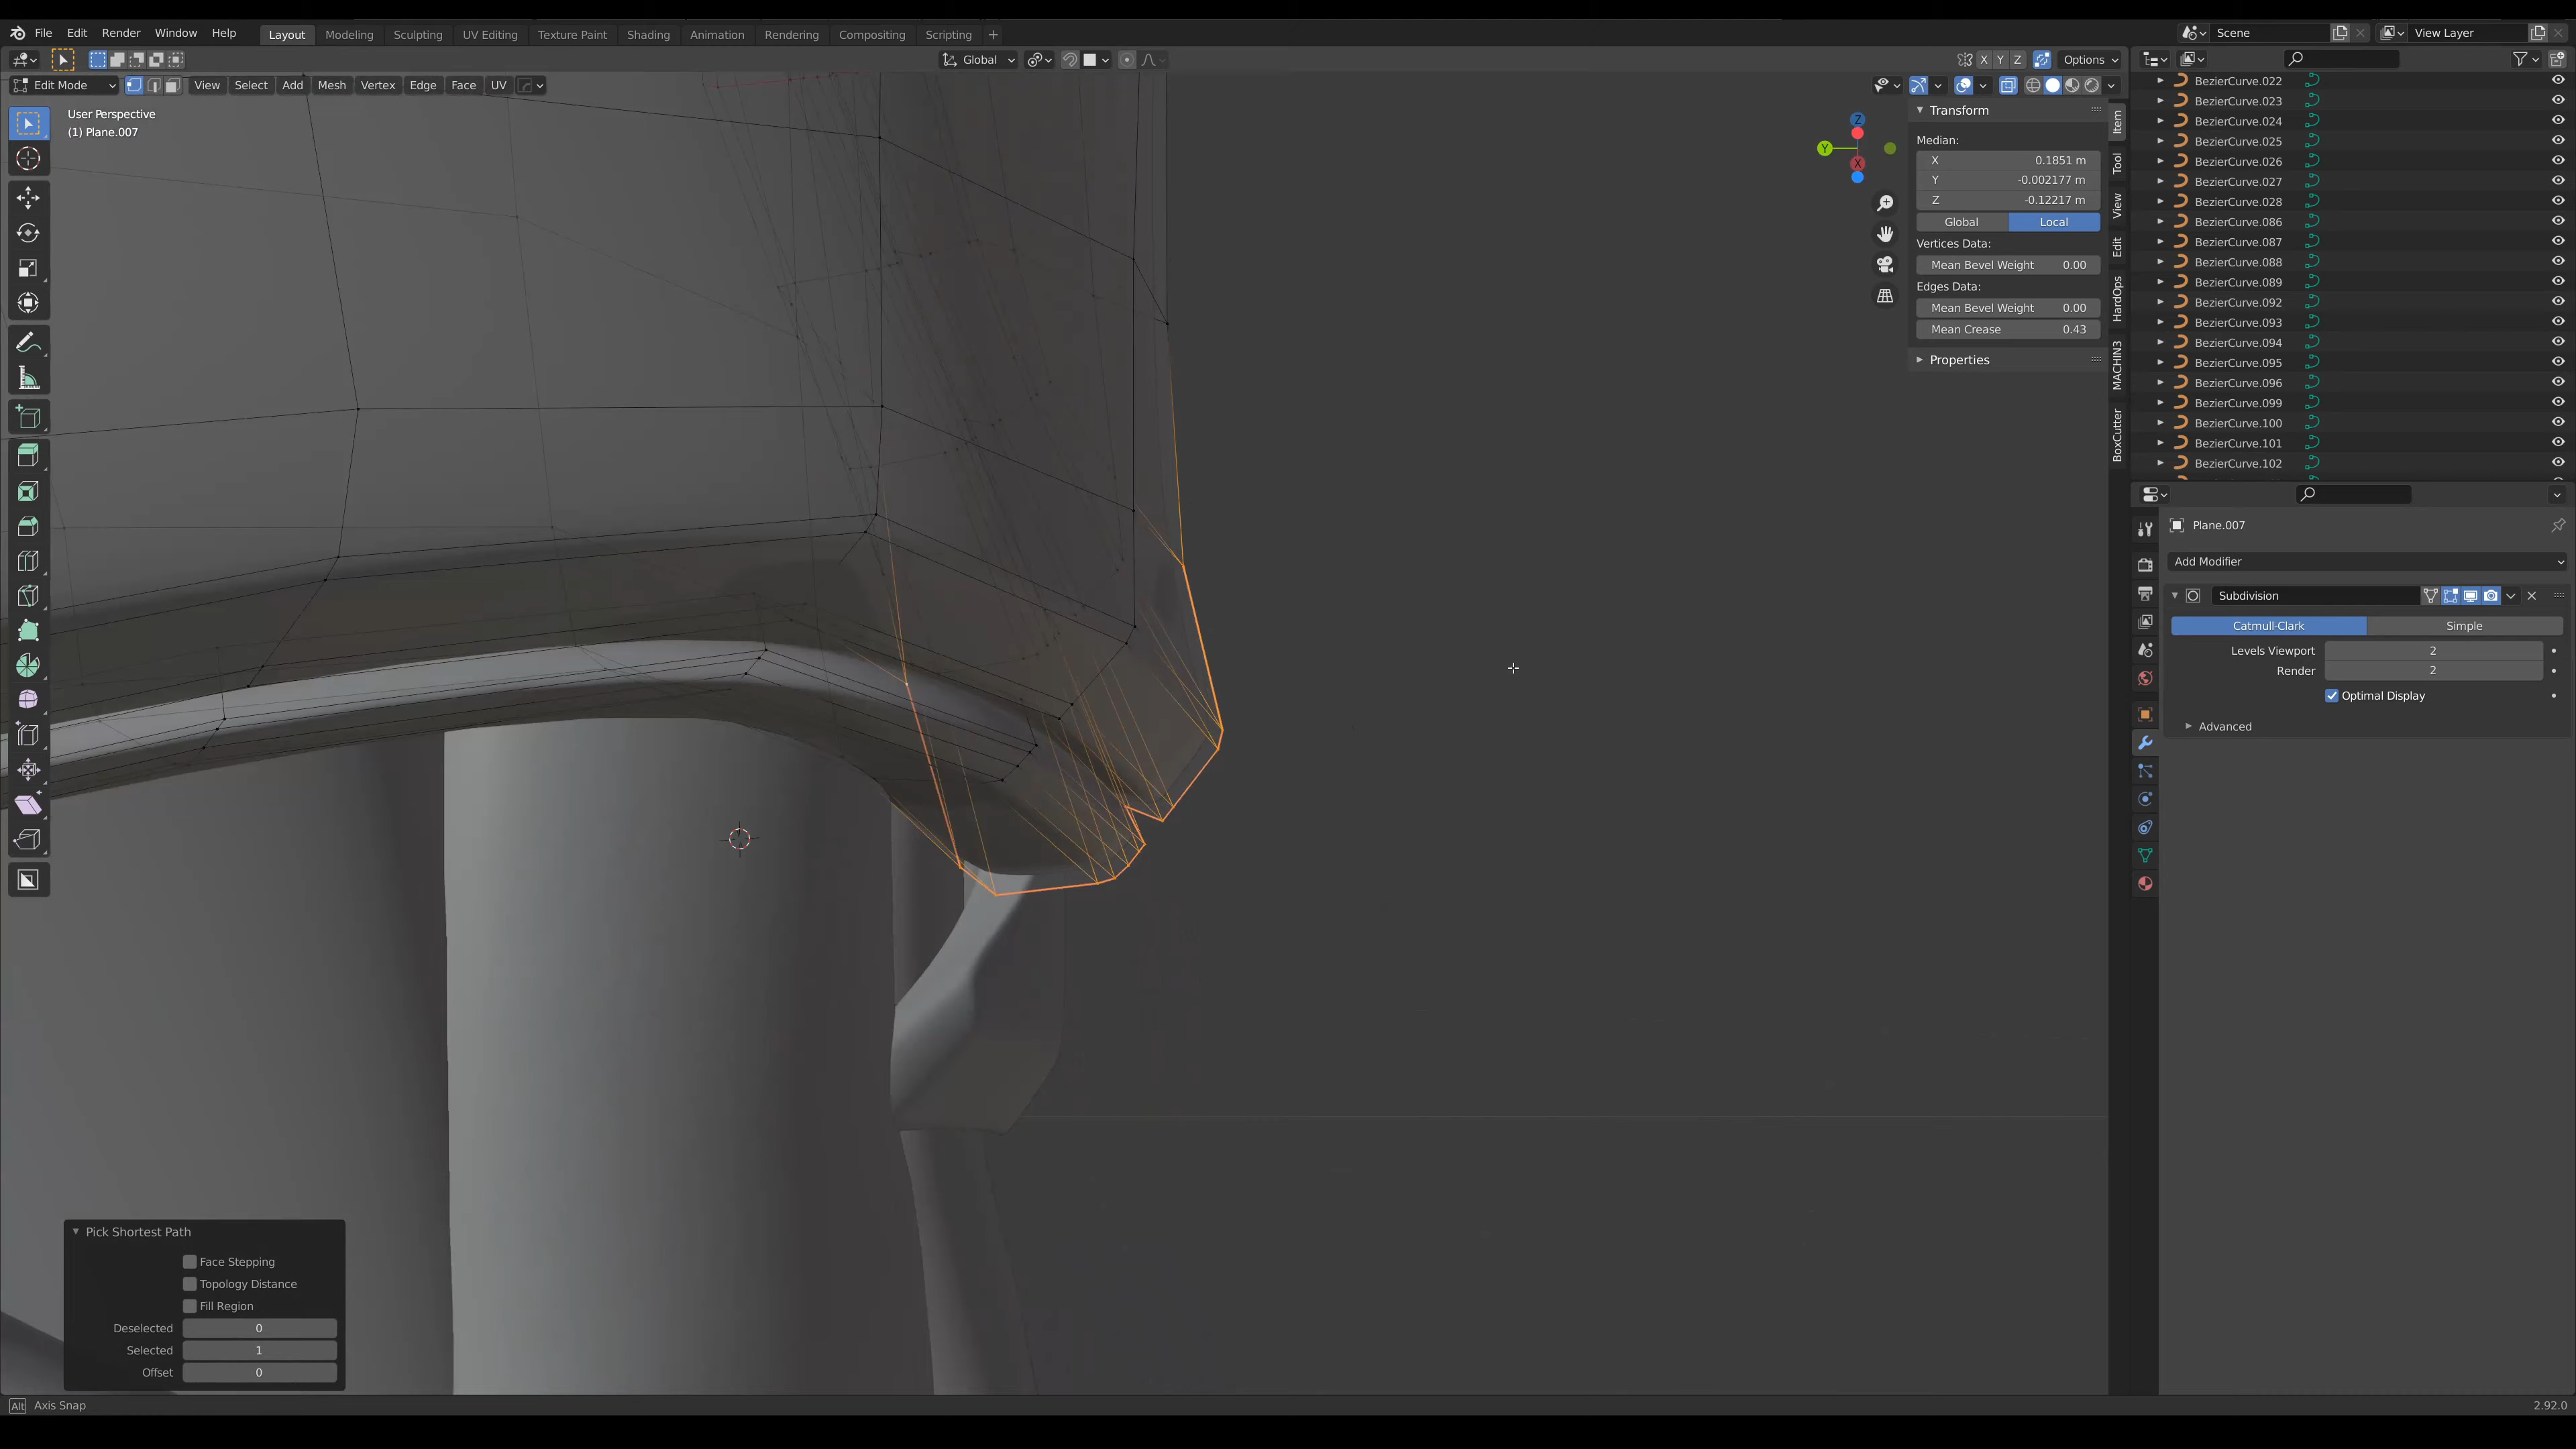 File Edit Render Window Help Layout Modeling Sculpting UV Editing Texture Paint Shading Animation Rendering Compositing Scripting +
Scene
View Layer
Global
X Y Z
Options
Edit Mode View Select Add Mesh Vertex Edge Face UV
User Perspective
(1) Plane.007
Z
Y
X
Transform
Median:
X 0.1851 m
Y -0.002177 m
Z -0.12217 m
Global Local
Vertices Data:
Mean Bevel Weight 0.00
Edges Data:
Mean Bevel Weight 0.00
Mean Crease 0.43
Properties
Item
Tool
View
Edit
HardOps
MACHIN3
BoxCutter
BezierCurve.022
BezierCurve.023
BezierCurve.024
BezierCurve.025
BezierCurve.026
BezierCurve.027
BezierCurve.028
BezierCurve.086
BezierCurve.087
BezierCurve.088
BezierCurve.089
BezierCurve.092
BezierCurve.093
BezierCurve.094
BezierCurve.095
BezierCurve.096
BezierCurve.099
BezierCurve.100
BezierCurve.101
BezierCurve.102
Plane.007
Add Modifier
Subdivision
Catmull-Clark Simple
Levels Viewport 2
Render 2
Optimal Display
Advanced
Pick Shortest Path
Face Stepping
Topology Distance
Fill Region
Deselected 0
Selected 1
Offset 0
Alt Axis Snap
2.92.0